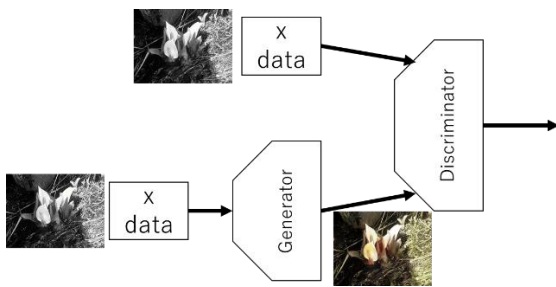 x
data
Discriminator
x
data
Generator